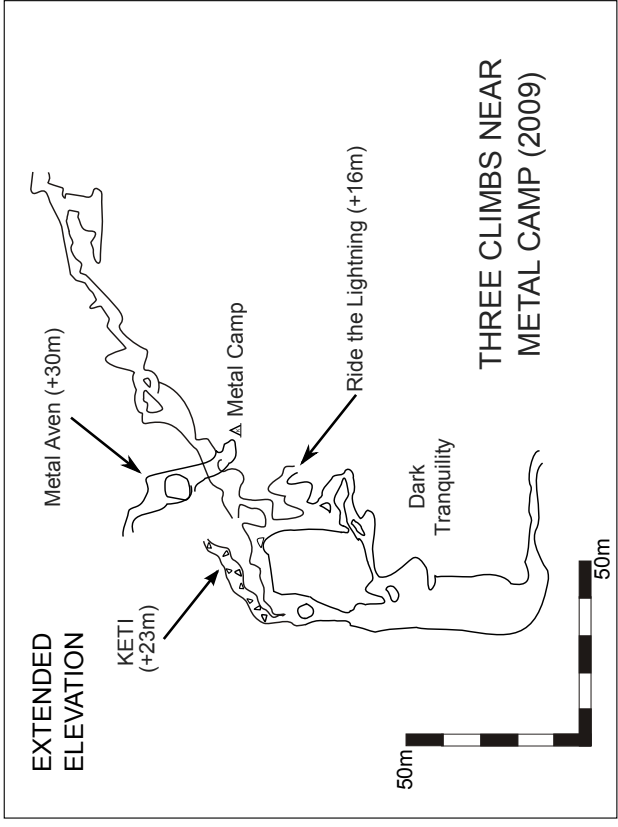 EXTENDED
ELEVATION
Metal Aven (+30m)
KETI
(+23m)
Metal Camp
Ride the Lightning (+16m)
Dark
Tranquility
THREE CLIMBS NEAR
METAL CAMP (2009)
50m
50m